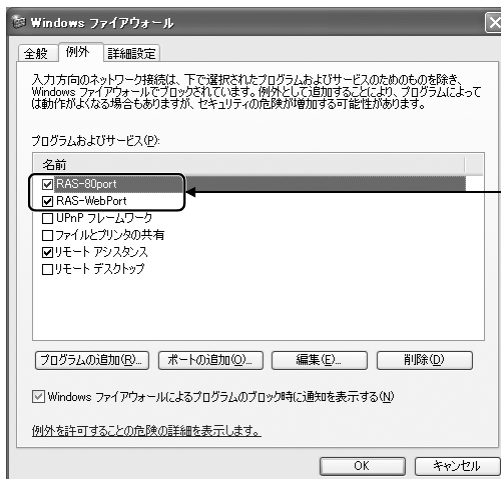 Windows ファイアウォール
全般 例外 詳細設定
入力方向のネットワーク接続は、下で選択されたプログラムおよびサービスのためのものを除き、
Windows ファイアウォールでブロックされています。例外として追加することにより、プログラムによって
は動作がよくなる場合もありますが、セキュリティの危険が増加する可能性があります。
プログラムおよびサービス(P):
名前
RAS-80port
RAS-WebPort
UPnP フレームワーク
ファイルとプリンタの共有
リモート アシスタンス
リモート デスクトップ
プログラムの追加(R)... ポートの追加(O)... 編集(E)... 削除(D)
Windows ファイアウォールによるプログラムのブロック時に通知を表示する(N)
例外を許可することの危険の詳細を表示します。
OK キャンセル